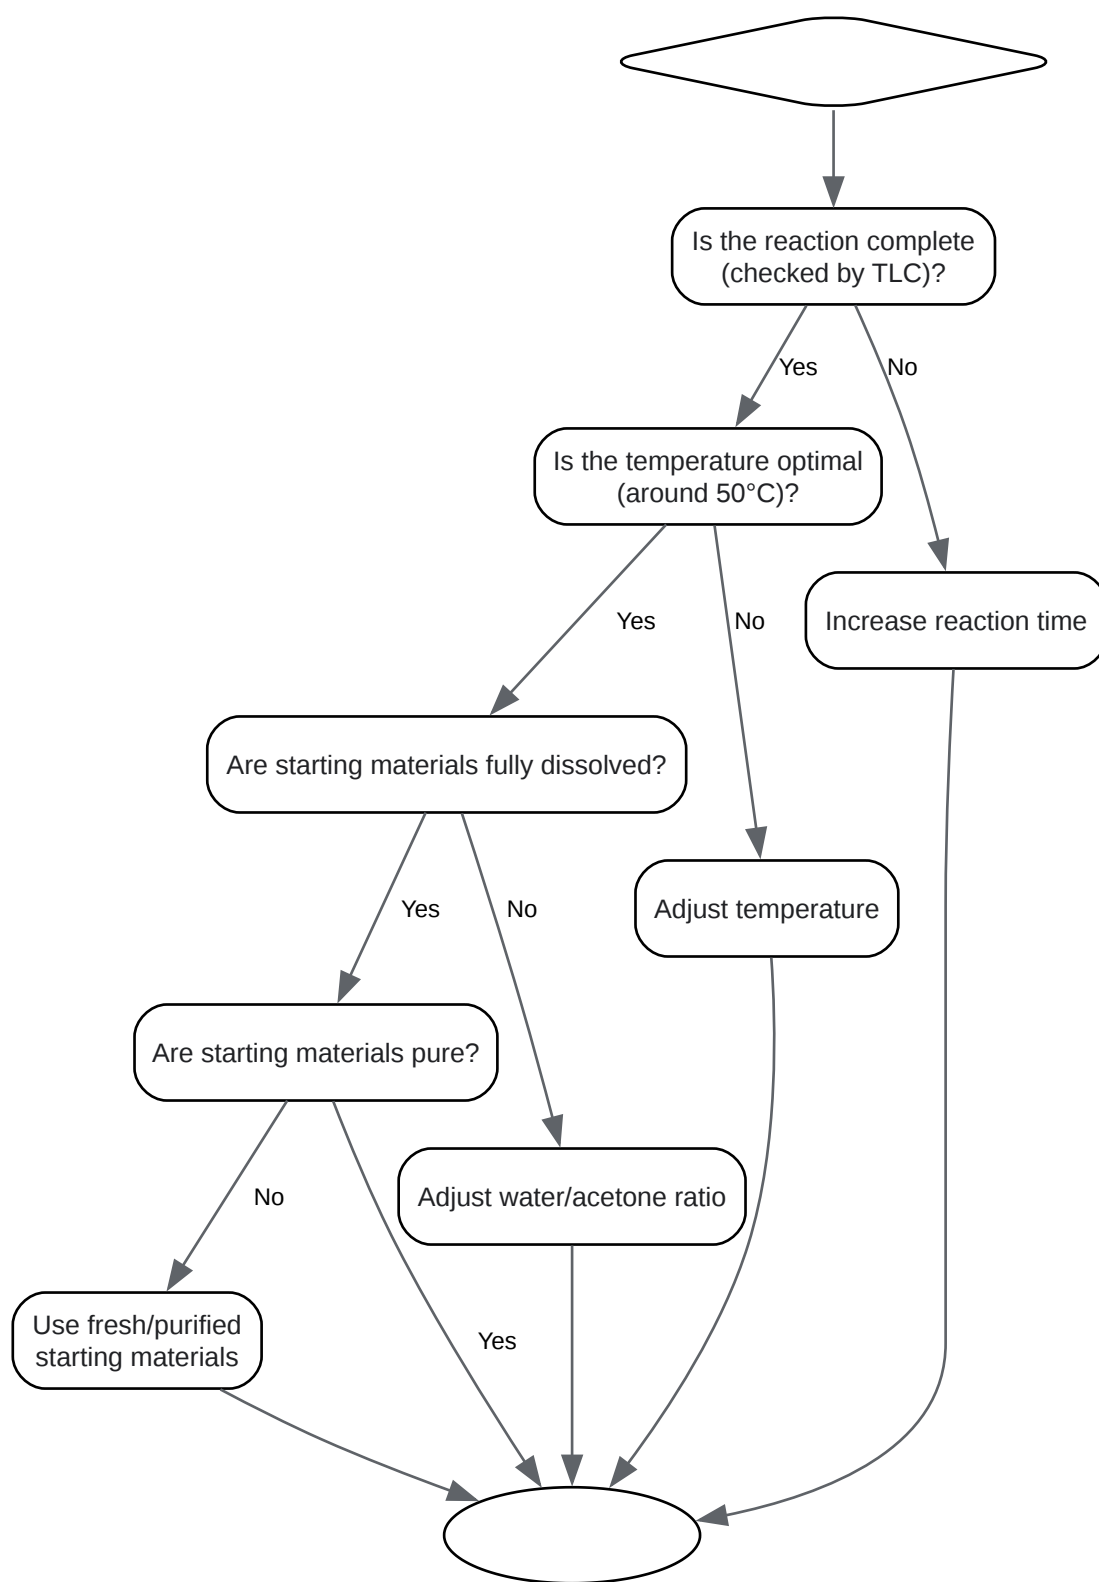 Is the reaction complete
(checked by TLC)?
Yes
No
Is the temperature optimal
(around 50°C)?
Yes
No
Increase reaction time
Are starting materials fully dissolved?
Yes
No
Adjust temperature
Are starting materials pure?
No
Adjust water/acetone ratio
Use fresh/purified
starting materials
Yes